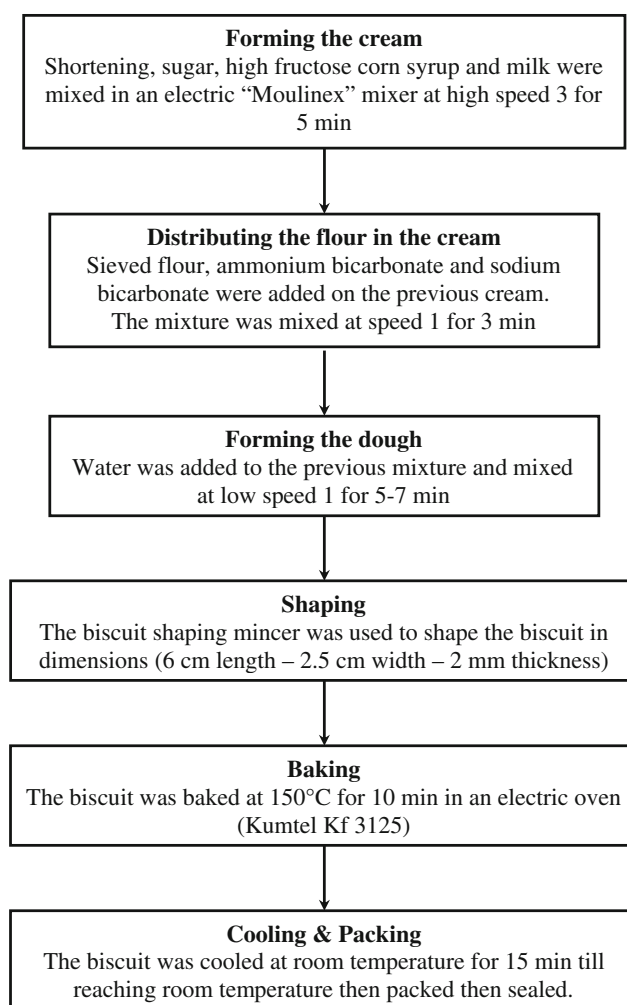 Forming the cream
Shortening, sugar, high fructose corn syrup and milk were
mixed in an electric “Moulinex” mixer at high speed 3 for
5 min
Distributing the flour in the cream
Sieved flour, ammonium bicarbonate and sodium
bicarbonate were added on the previous cream.
The mixture was mixed at speed 1 for 3 min
Forming the dough
Water was added to the previous mixture and mixed
at low speed 1 for 5-7 min
Shaping
The biscuit shaping mincer was used to shape the biscuit in
dimensions (6 cm length – 2.5 cm width – 2 mm thickness)
Baking
The biscuit was baked at 150°C for 10 min in an electric oven
(Kumtel Kf 3125)
Cooling & Packing
The biscuit was cooled at room temperature for 15 min till
reaching room temperature then packed then sealed.